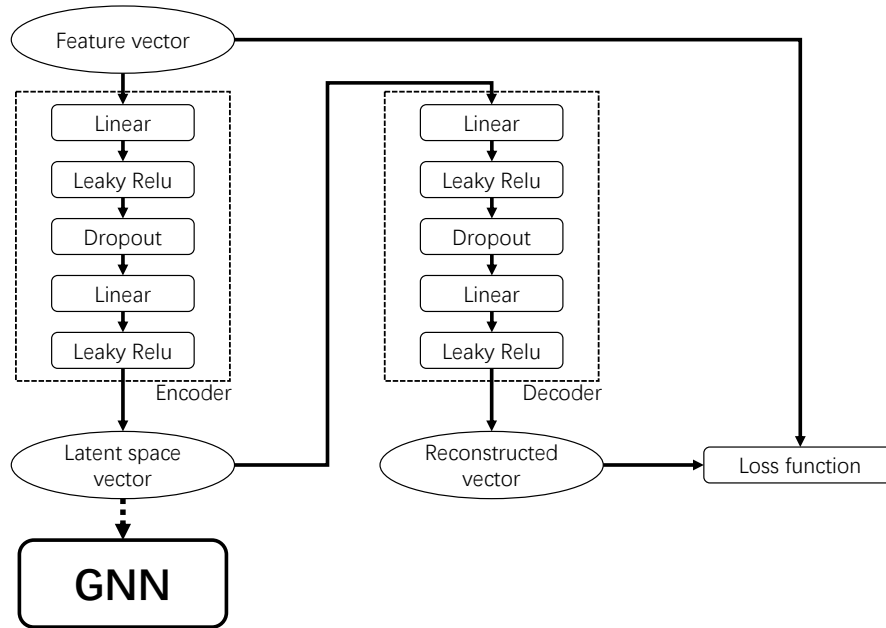 Feature vector
Linear
Leaky Relu
Dropout
Linear
Leaky Relu
Encoder
Latent space
vector
GNN
Linear
Leaky Relu
Dropout
Linear
Leaky Relu
Decoder
Reconstructed
vector
Loss function